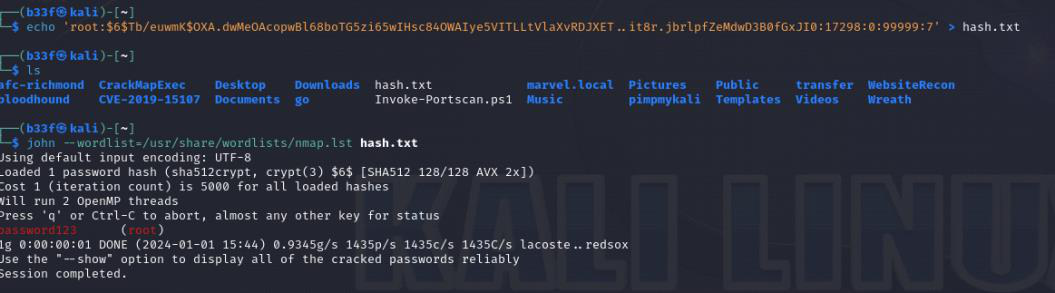 ┌──(b33f㉿kali)-[~]
└─$ echo 'root:$6$Tb/euwmK$OXA.dwMeOAcopwBl68boTG5zi65wIHsc84OWAIye5VITLLtVlaXvRDJXET..it8r.jbrlpfZeMdwD3B0fGxJI0:17298:0:99999:7' > hash.txt
┌──(b33f㉿kali)-[~]
└─$ ls
afc-richmond CrackMapExec Desktop Downloads hash.txt marvel.local Pictures Public transfer WebsiteRecon
bloodhound CVE-2019-15107 Documents go Invoke-Portscan.ps1 Music pimpmykali Templates Videos Wreath
┌──(b33f㉿kali)-[~]
└─$ john --wordlist=/usr/share/wordlists/nmap.lst hash.txt
Using default input encoding: UTF-8
Loaded 1 password hash (sha512crypt, crypt(3) $6$ [SHA512 128/128 AVX 2x])
Cost 1 (iteration count) is 5000 for all loaded hashes
Will run 2 OpenMP threads
Press 'q' or Ctrl-C to abort, almost any other key for status
password123 (root)
1g 0:00:00:01 DONE (2024-01-01 15:44) 0.9345g/s 1435p/s 1435c/s 1435C/s lacoste..redsox
Use the "--show" option to display all of the cracked passwords reliably
Session completed.
KALI LINU